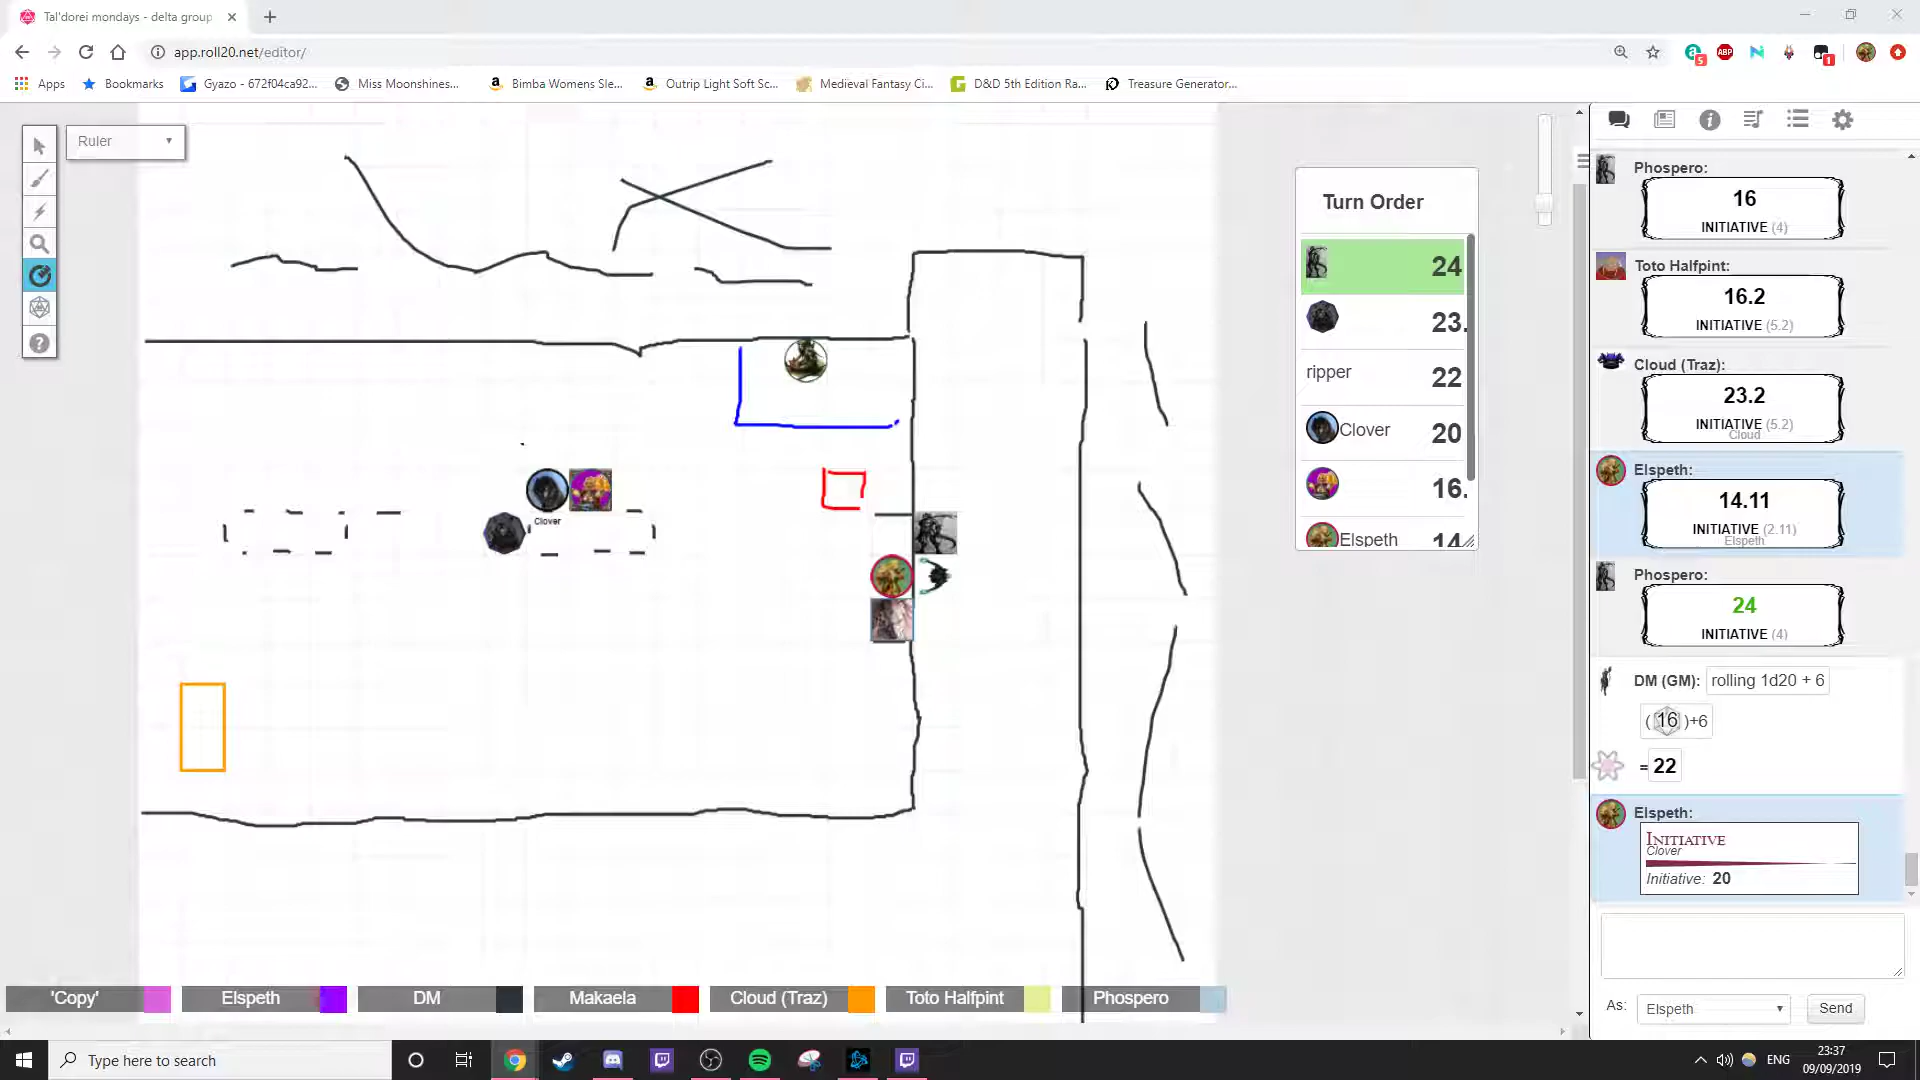 Tal'dorei mondays - delta group
app.roll20.net/editor/
Apps
Bookmarks
Gyazo - 672f04ca92...
Miss Moonshines...
Bimba Womens Sle...
Outrip Light Soft Sc...
Medieval Fantasy Ci...
D&D 5th Edition Ra...
Treasure Generator...
ABP
5
1
Ruler
Clover
Turn Order
24
23.
ripper 22
Clover 20
16.
Elspeth 14
Phospero:
16
INITIATIVE (4)
Toto Halfpint:
16.2
INITIATIVE (5.2)
Cloud (Traz):
23.2
INITIATIVE (5.2)
Cloud
Elspeth:
14.11
INITIATIVE (2.11)
Elspeth
Phospero:
24
INITIATIVE (4)
DM (GM): rolling 1d20 + 6
(16)+6
=22
Elspeth:
INITIATIVE
Clover
Initiative: 20
As: Elspeth Send
'Copy'
Elspeth
DM
Makaela
Cloud (Traz)
Toto Halfpint
Phospero
Type here to search
ENG
23:37
09/09/2019